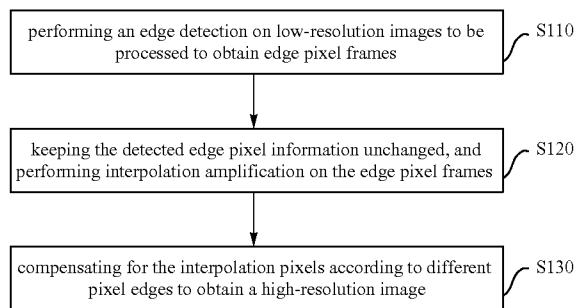 performing an edge detection on low-resolution images to be
processed to obtain edge pixel frames
S110
keeping the detected edge pixel information unchanged, and
performing interpolation amplification on the edge pixel frames
S120
compensating for the interpolation pixels according to different
pixel edges to obtain a high-resolution image
S130